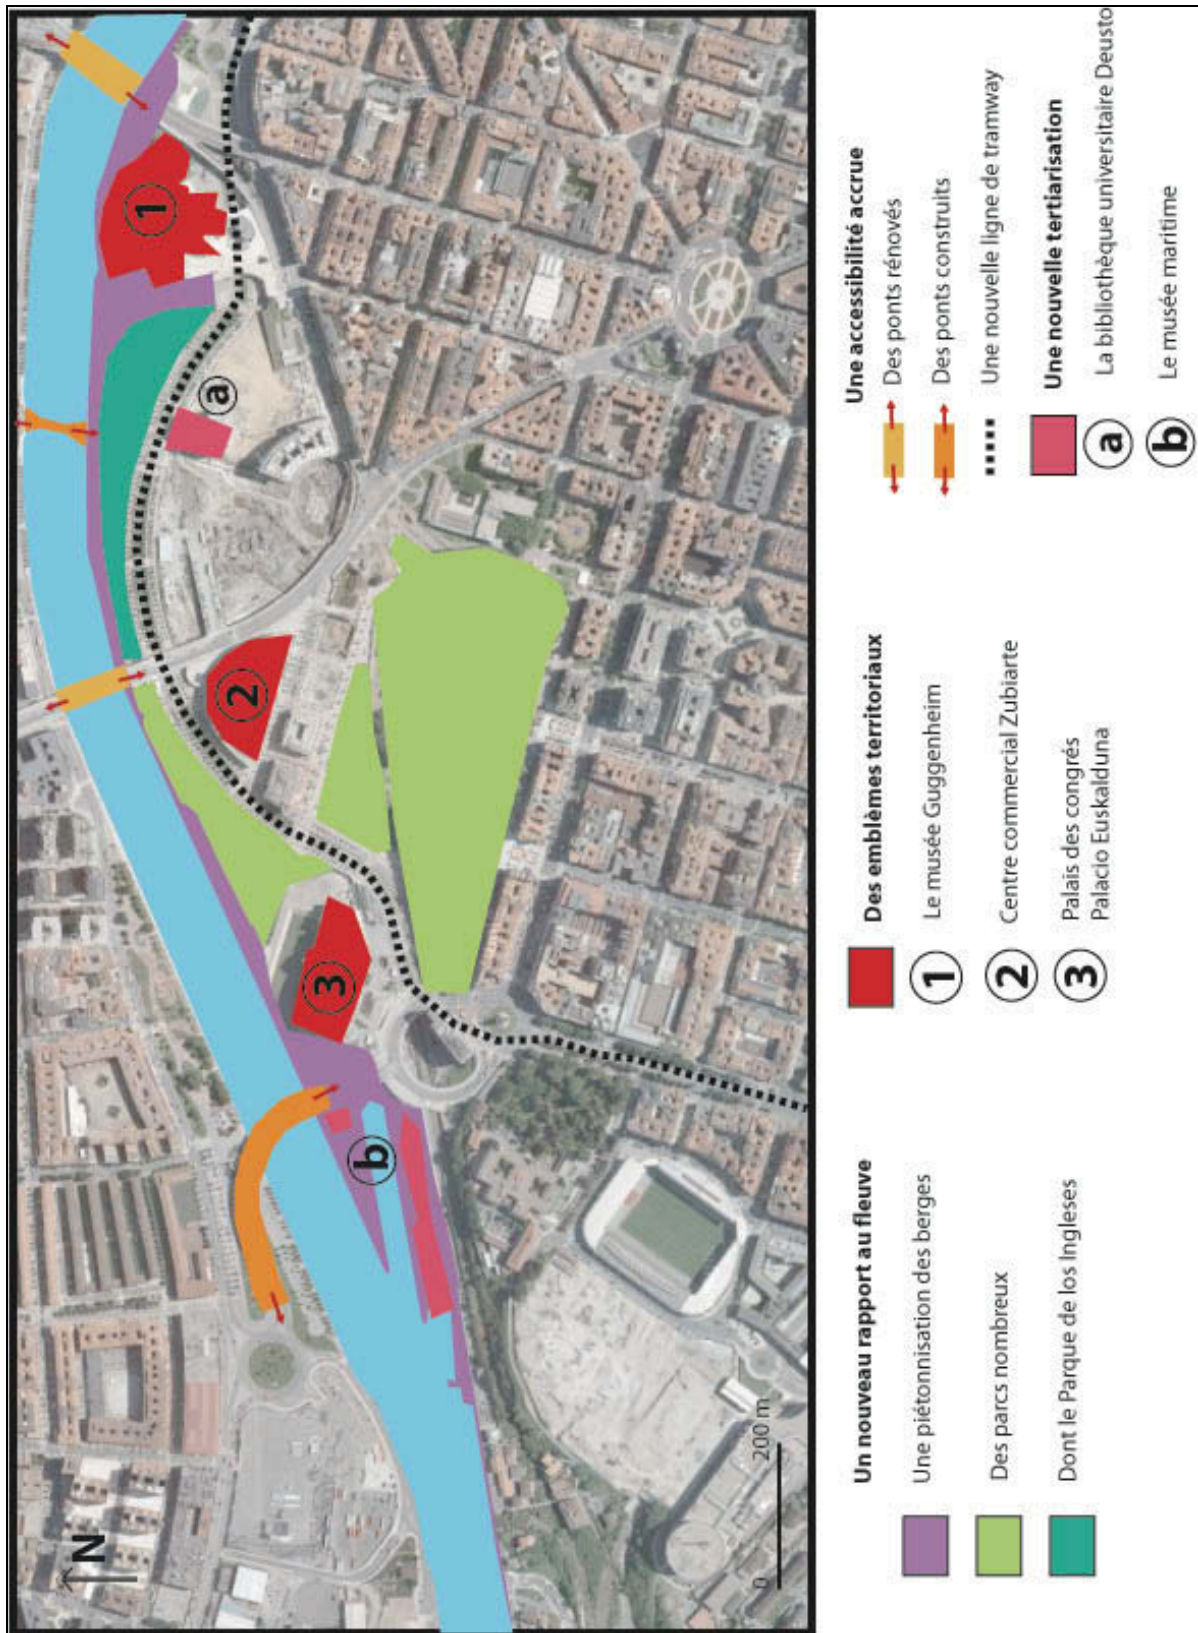 N
0
200 m
1
2
3
a
b
Un nouveau rapport au fleuve
Une piétonnisation des berges
Des parcs nombreux
Dont le Parque de los Ingleses
Des emblèmes territoriaux
1
Le musée Guggenheim
2
Centre commercial Zubiarte
3
Palais des congrés
Palacio Euskalduna
Une accessibilité accrue
Des ponts rénovés
Des ponts construits
Une nouvelle ligne de tramway
Une nouvelle tertiarisation
a
La bibliothèque universitaire Deusto
b
Le musée maritime